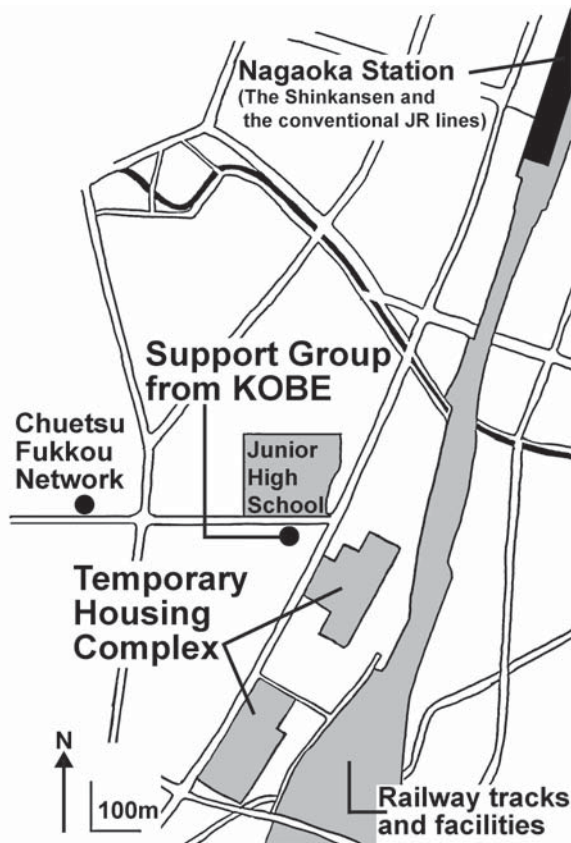 Nagaoka Station
(The Shinkansen and
the conventional JR lines)
Support Group
from KOBE
Chuetsu
Fukkou
Network
Junior
High
School
Temporary
Housing
Complex
N
100m
Railway tracks
and facilities